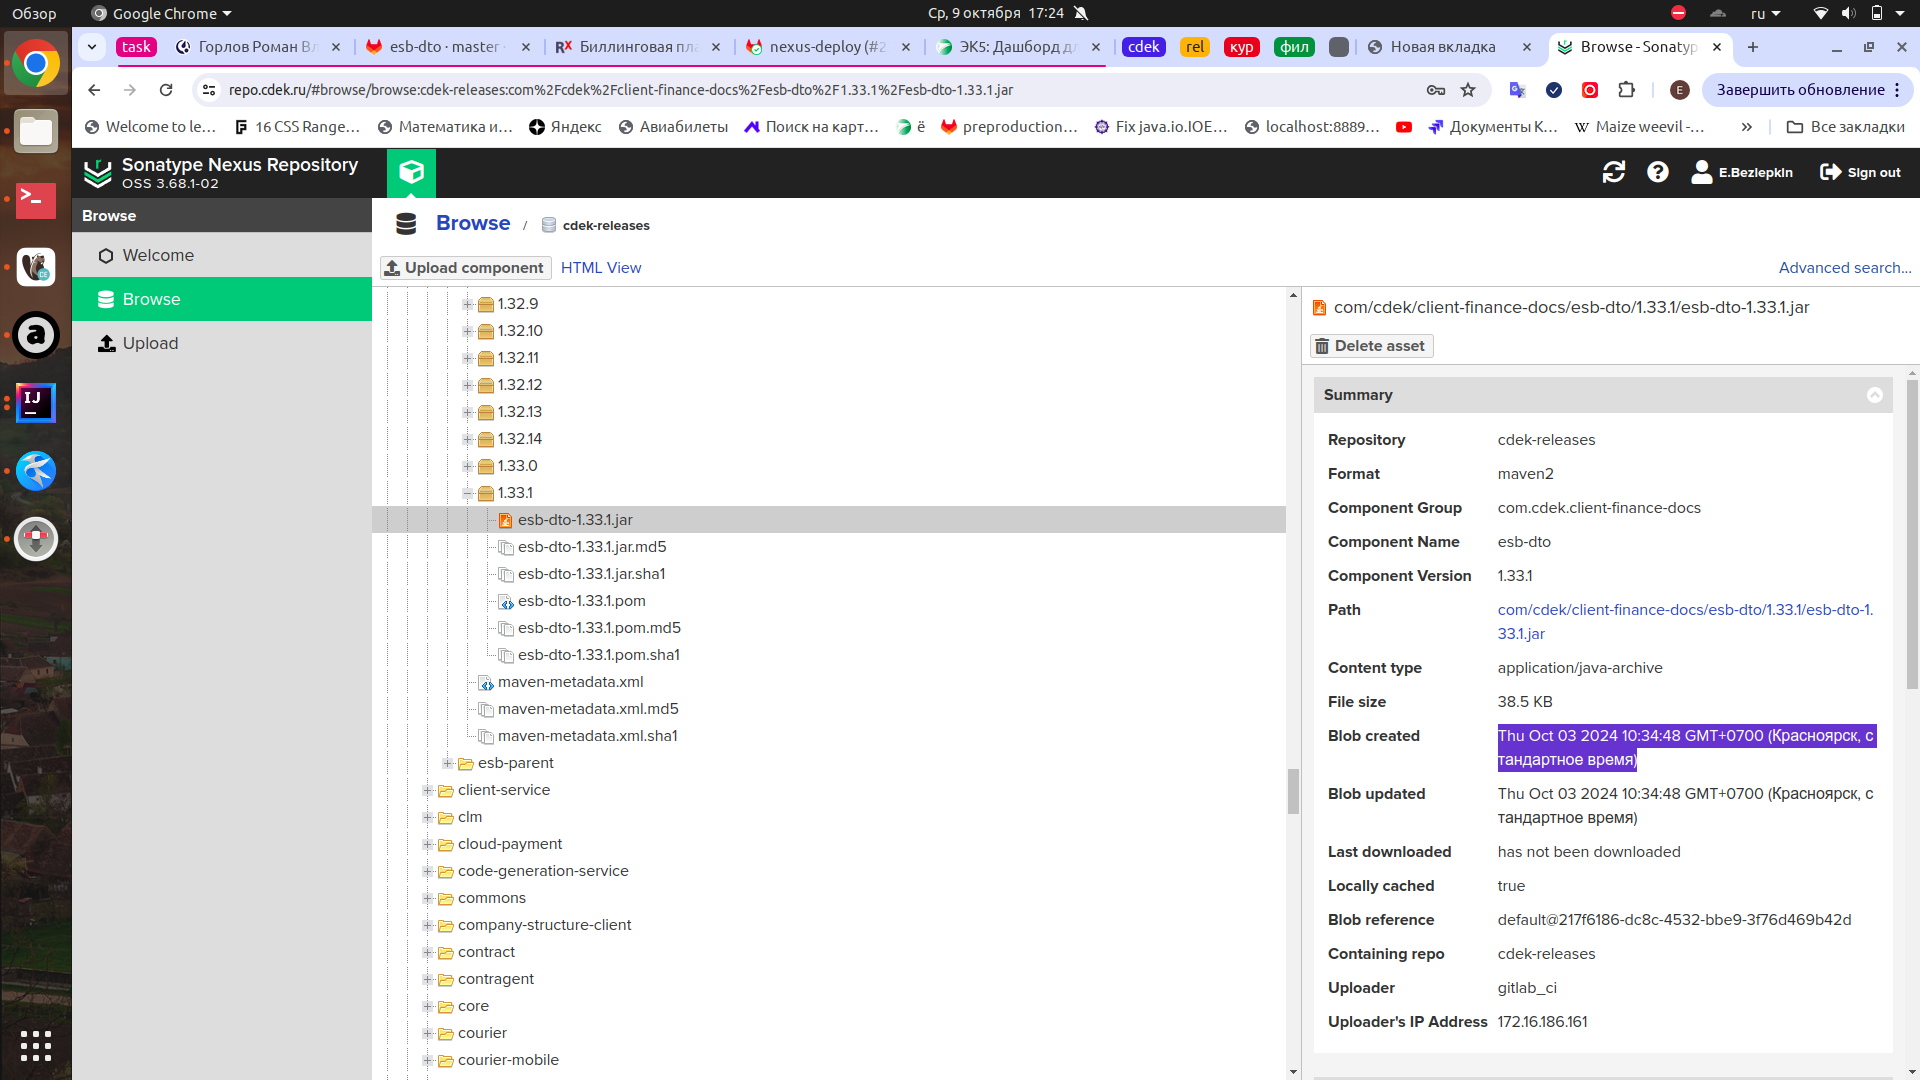 Обзор
Google Chrome
Ср, 9 октября 17:24
ru
task
Горлов Роман Вл
esb-dto · master ·
Биллинговая пла
nexus-deploy (#2
ЭК5: Дашборд дл
cdek
rel
кур
фил
Новая вкладка
Browse - Sonatyp
repo.cdek.ru/#browse/browse:cdek-releases:com%2Fcdek%2Fclient-finance-docs%2Fesb-dto%2F1.33.1%2Fesb-dto-1.33.1.jar
E
Завершить обновление
Welcome to le…
16 CSS Range…
Математика и…
Яндекс
Авиабилеты
Поиск на карт…
ё
preproduction…
Fix java.io.IOE…
localhost:8889…
Документы К…
Maize weevil -…
Все закладки
Sonatype Nexus Repository
OSS 3.68.1-02
E.Bezlepkin
Sign out
Browse
Welcome
Browse
Upload
Browse / cdek-releases
Upload component
HTML View
Advanced search...
1.32.9
1.32.10
1.32.11
1.32.12
1.32.13
1.32.14
1.33.0
1.33.1
esb-dto-1.33.1.jar
esb-dto-1.33.1.jar.md5
esb-dto-1.33.1.jar.sha1
esb-dto-1.33.1.pom
esb-dto-1.33.1.pom.md5
esb-dto-1.33.1.pom.sha1
maven-metadata.xml
maven-metadata.xml.md5
maven-metadata.xml.sha1
esb-parent
client-service
clm
cloud-payment
code-generation-service
commons
company-structure-client
contract
contragent
core
courier
courier-mobile
com/cdek/client-finance-docs/esb-dto/1.33.1/esb-dto-1.33.1.jar
Delete asset
Summary
Repository cdek-releases
Format maven2
Component Group com.cdek.client-finance-docs
Component Name esb-dto
Component Version 1.33.1
Path com/cdek/client-finance-docs/esb-dto/1.33.1/esb-dto-1.
33.1.jar
Content type application/java-archive
File size 38.5 KB
Blob created Thu Oct 03 2024 10:34:48 GMT+0700 (Красноярск, с
тандартное время)
Blob updated Thu Oct 03 2024 10:34:48 GMT+0700 (Красноярск, с
тандартное время)
Last downloaded has not been downloaded
Locally cached true
Blob reference default@217f6186-dc8c-4532-bbe9-3f76d469b42d
Containing repo cdek-releases
Uploader gitlab_ci
Uploader's IP Address 172.16.186.161